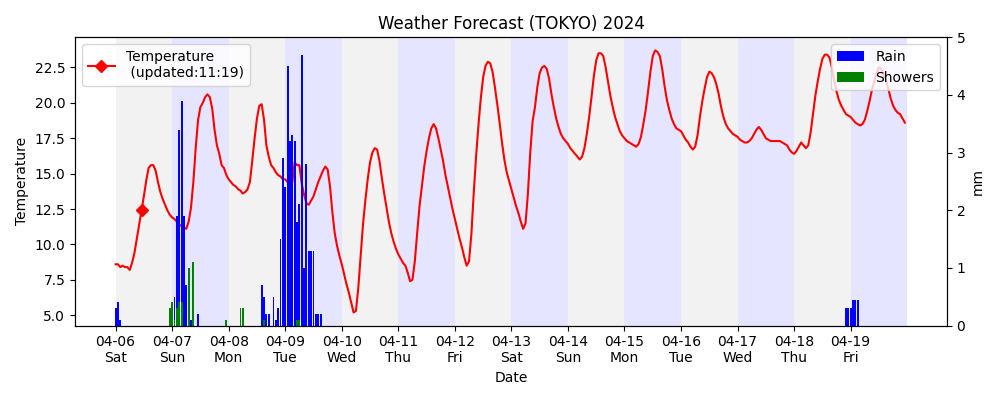 Weather Forecast (TOKYO) 2024
Temperature
(updated:11:19)
Rain
Showers
Temperature
22.5
20.0
17.5
15.0
12.5
10.0
7.5
5.0
5
4
3
2
1
0
mm
04-06 04-07 04-08 04-09 04-10 04-11 04-12 04-13 04-14 04-15 04-16 04-17 04-18 04-19
Sat Sun Mon Tue Wed Thu Fri Sat Sun Mon Tue Wed Thu Fri
Date